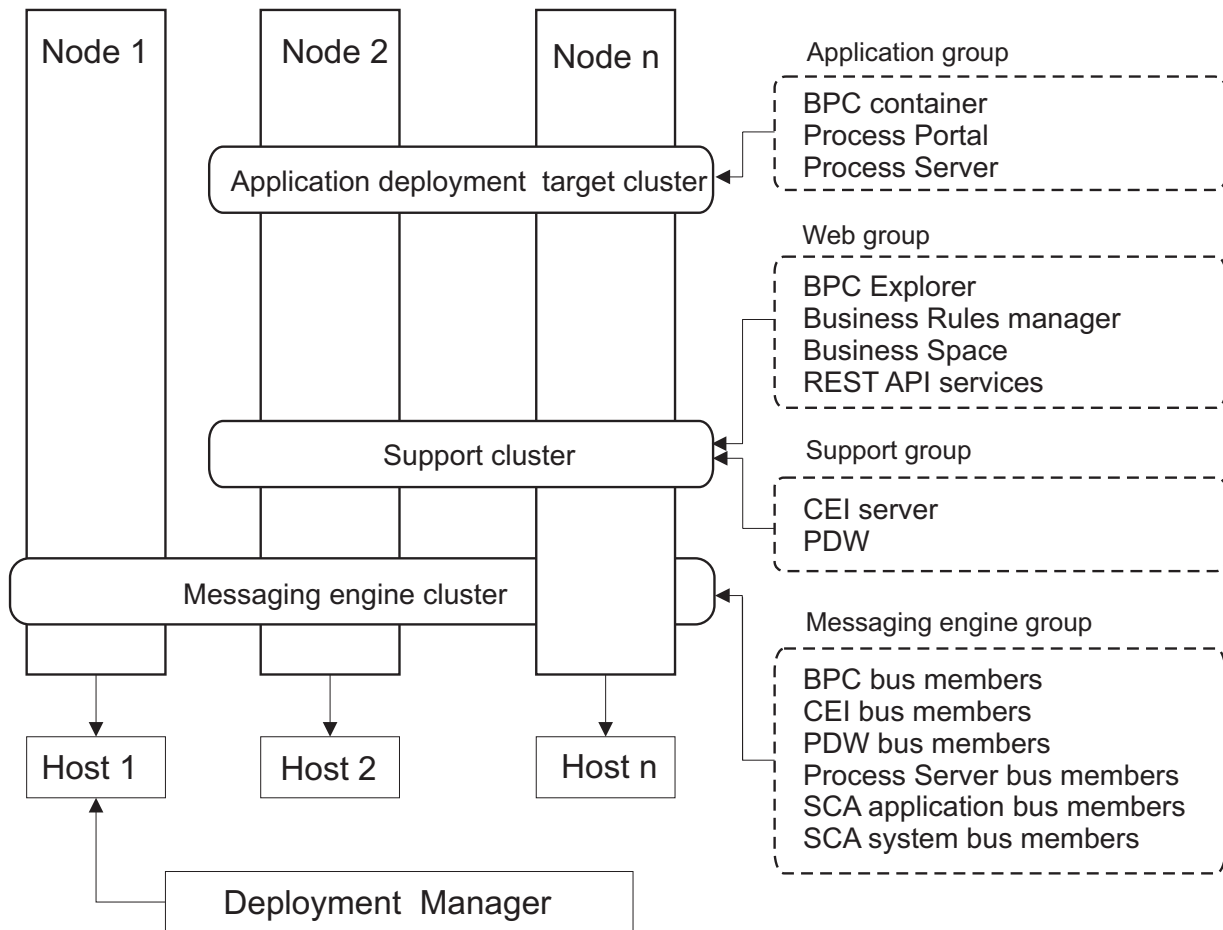 Node 1
Node 2
Node n
Application deployment target cluster
Support cluster
Messaging engine cluster
Host 1
Host 2
Host n
Deployment Manager
Application group
BPC container
Process Portal
Process Server
Web group
BPC Explorer
Business Rules manager
Business Space
REST API services
Support group
CEI server
PDW
Messaging engine group
BPC bus members
CEI bus members
PDW bus members
Process Server bus members
SCA application bus members
SCA system bus members